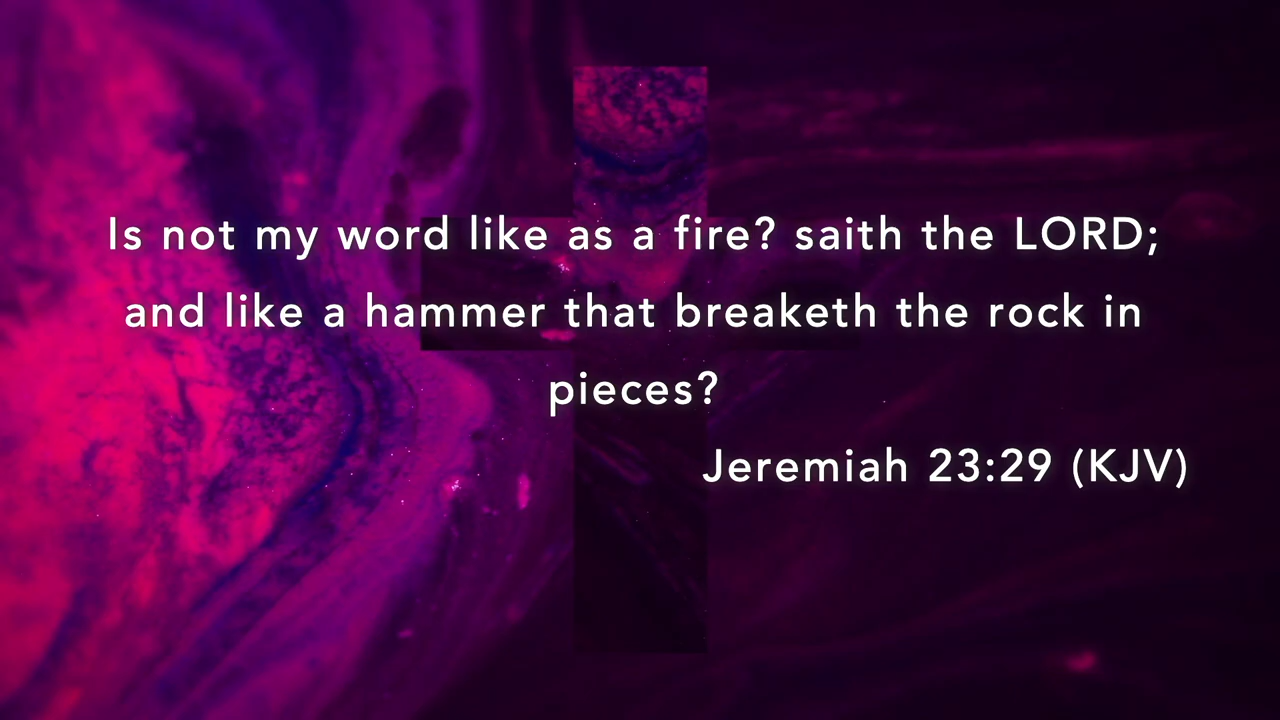 Is not my word like as a fire? saith the LORD;
and like a hammer that breaketh the rock in
pieces?
Jeremiah 23:29 (KJV)